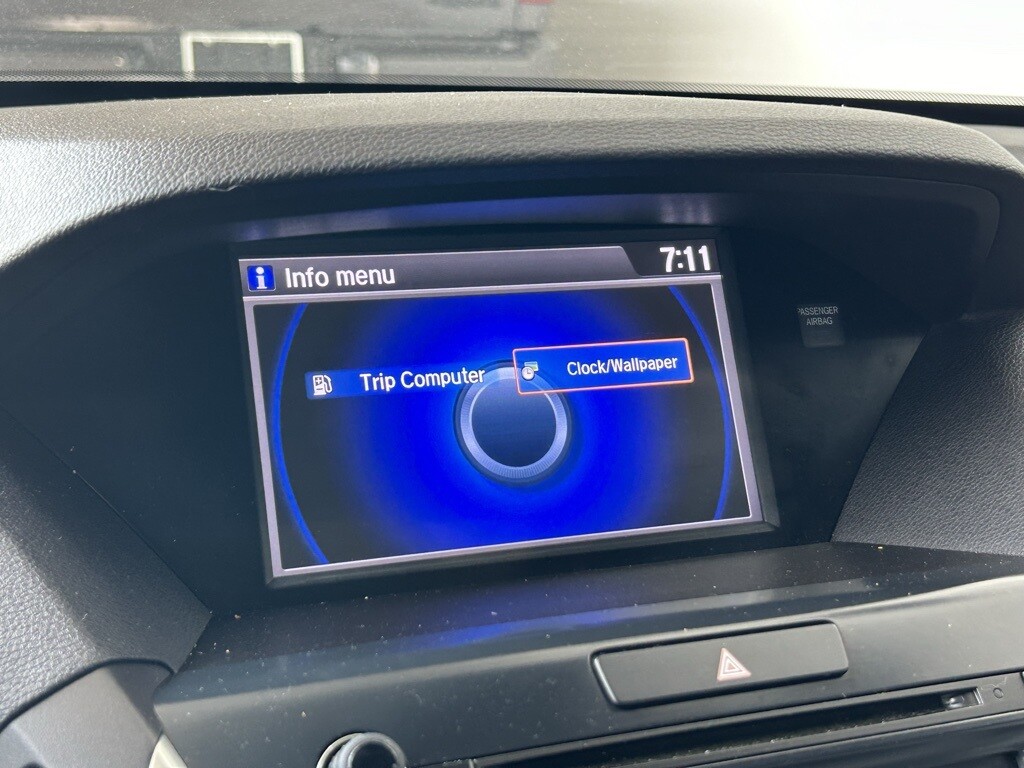 Info menu
7:11
Trip Computer
Clock/Wallpaper
PASSENGER
AIRBAG